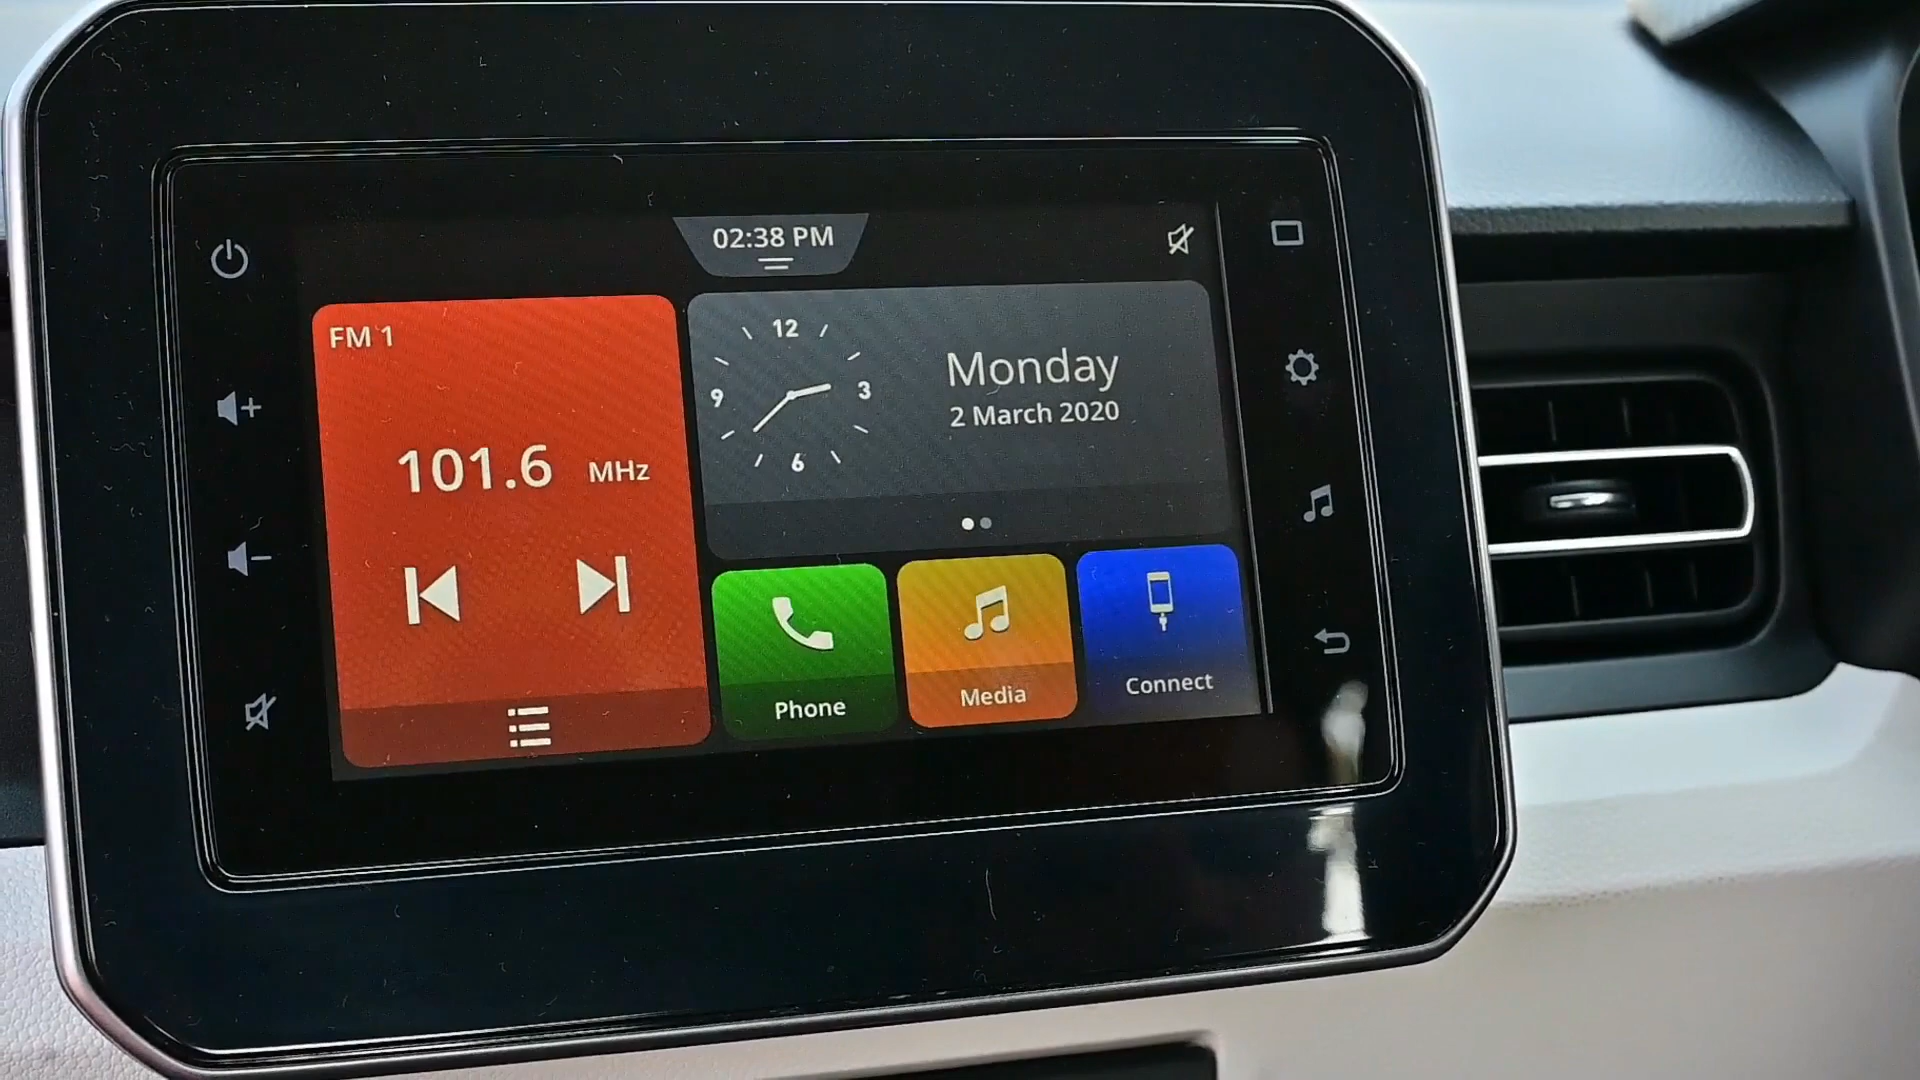 02:38 PM
FM 1
101.6 MHz
12
9
3
6
Monday
2 March 2020
Phone
Media
Connect